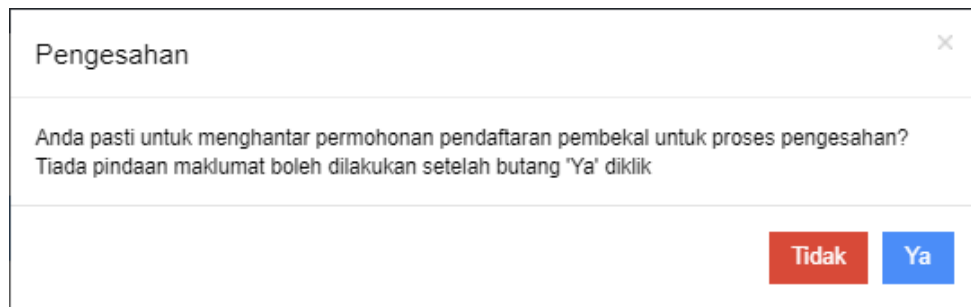 Pengesahan
Anda pasti untuk menghantar permohonan pendaftaran pembekal untuk proses pengesahan?
Tiada pindaan maklumat boleh dilakukan setelah butang 'Ya' diklik
Tidak Ya